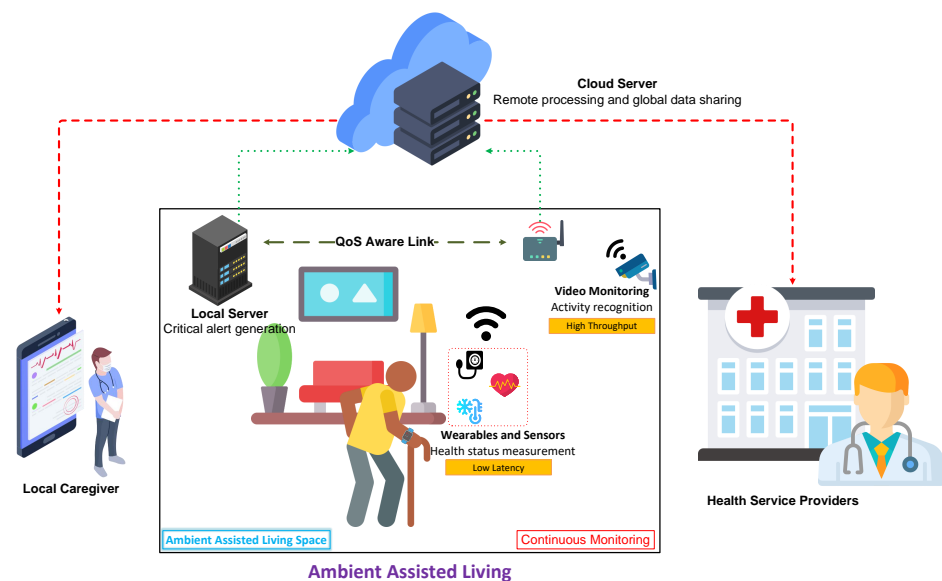 Cloud Server
Remote processing and global data sharing
QoS Aware Link
Video Monitoring
Activity recognition
High Throughput
Local Server
Critical alert generation
Wearables and Sensors
Health status measurement
Low Latency
Local Caregiver
Health Service Providers
Ambient Assisted Living Space
Continuous Monitoring
Ambient Assisted Living